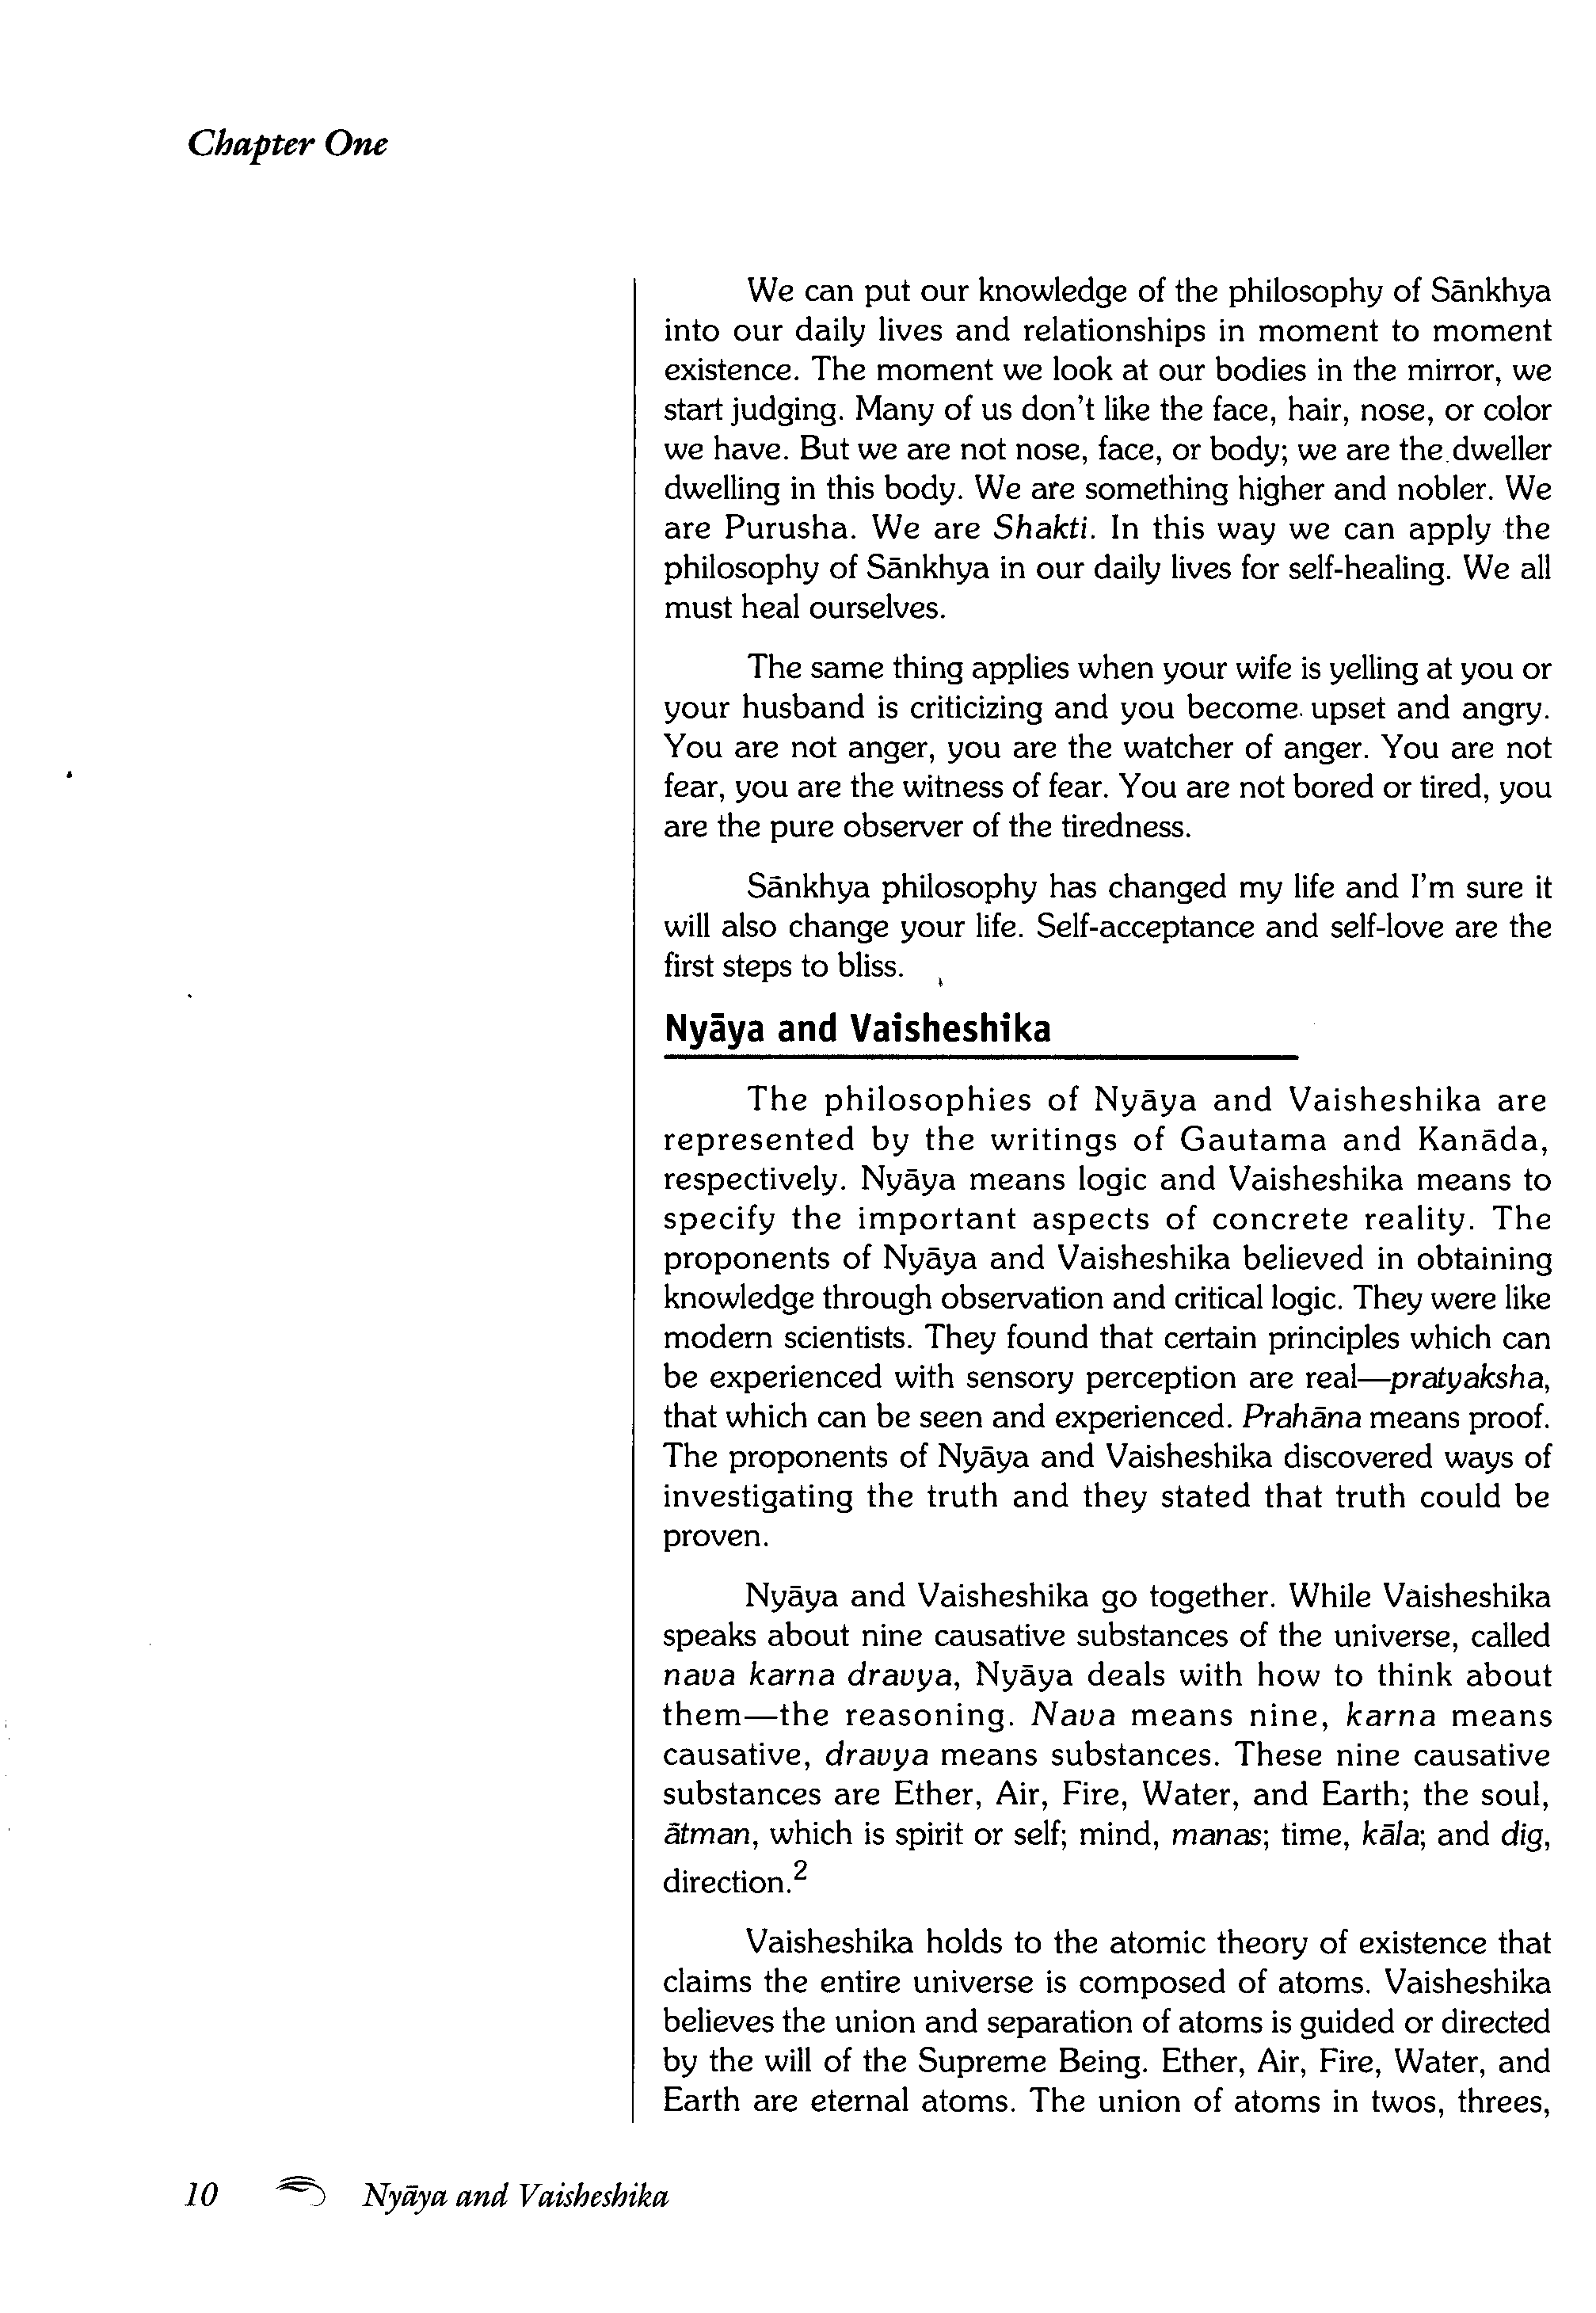 Chapter One
We can put our knowledge of the philosophy of Sānkhya
into our daily lives and relationships in moment to moment
existence. The moment we look at our bodies in the mirror, we
start judging. Many of us don't like the face, hair, nose, or color
we have. But we are not nose, face, or body; we are the dweller
dwelling in this body. We are something higher and nobler. We
are Purusha. We are Shakti. In this way we can apply the
philosophy of Sānkhya in our daily lives for self-healing. We all
must heal ourselves.
The same thing applies when your wife is yelling at you or
your husband is criticizing and you become upset and angry.
You are not anger, you are the watcher of anger. You are not
fear, you are the witness of fear. You are not bored or tired, you
are the pure observer of the tiredness.
Sānkhya philosophy has changed my life and I'm sure it
will also change your life. Self-acceptance and self-love are the
first steps to bliss.
Nyāya and Vaisheshika
The philosophies of Nyāya and Vaisheshika are
represented by the writings of Gautama and Kanāda,
respectively. Nyāya means logic and Vaisheshika means to
specify the important aspects of concrete reality. The
proponents of Nyāya and Vaisheshika believed in obtaining
knowledge through observation and critical logic. They were like
modern scientists. They found that certain principles which can
be experienced with sensory perception are real—pratyaksha,
that which can be seen and experienced. Prahāna means proof.
The proponents of Nyāya and Vaisheshika discovered ways of
investigating the truth and they stated that truth could be
proven.
Nyāya and Vaisheshika go together. While Vaisheshika
speaks about nine causative substances of the universe, called
nava karna dravya, Nyāya deals with how to think about
them—the reasoning. Nava means nine, karna means
causative, dravya means substances. These nine causative
substances are Ether, Air, Fire, Water, and Earth; the soul,
ātman, which is spirit or self; mind, manas; time, kāla; and dig,
direction.2
Vaisheshika holds to the atomic theory of existence that
claims the entire universe is composed of atoms. Vaisheshika
believes the union and separation of atoms is guided or directed
by the will of the Supreme Being. Ether, Air, Fire, Water, and
Earth are eternal atoms. The union of atoms in twos, threes,
10 Nyāya and Vaisheshika